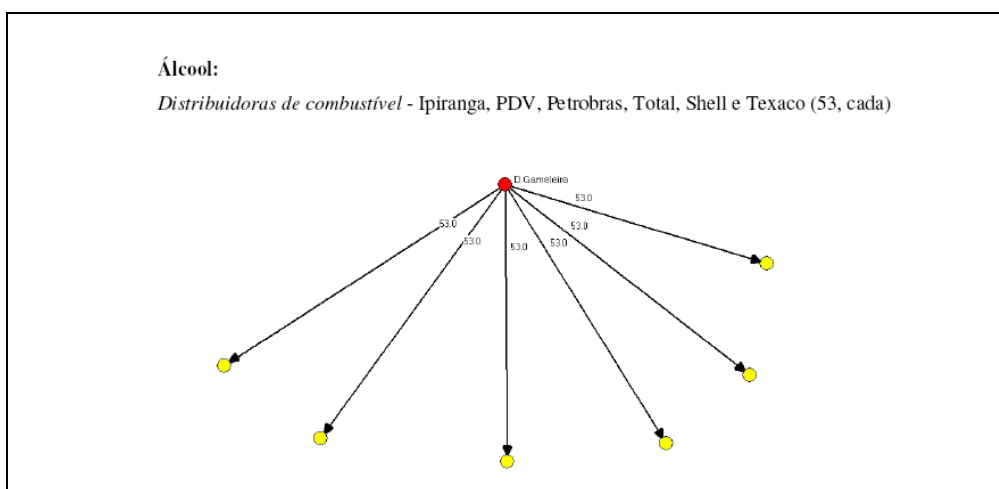 Álcool:
Distribuidoras de combustível - Ipiranga, PDV, Petrobras, Total, Shell e Texaco (53, cada)
D.Gameleira
53.0
53.0
53.0
53.0
53.0
53.0